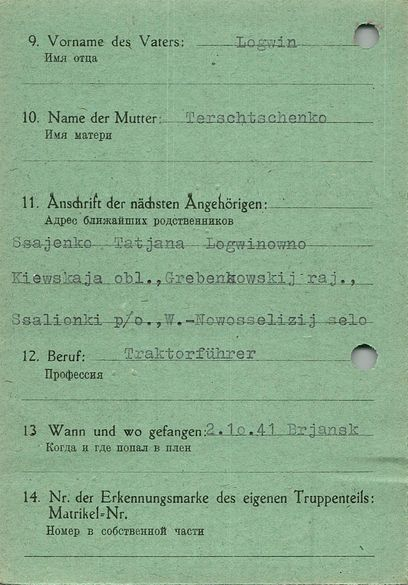 9. Vorname des Vaters: Logwin
Имя отца
10. Name der Mutter: Terschtschenko
Имя матери
11. Anschrift der nächsten Angehörigen:
Адрес ближайших родственников
Ssajenko Tatjana Logwinowno
Kiewskaja obl., Grebenkowskij raj.,
Ssalionki p/o., W.-Nowosselizij selo
12. Beruf: Traktorführer
Профессия
13 Wann und wo gefangen: 2.1o.41 Brjansk
Когда и где попал в плен
14. Nr. der Erkennungsmarke des eigenen Truppenteils:
Matrikel-Nr.
Номер в собственной части